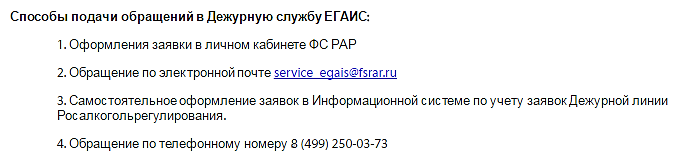 Способы подачи обращений в Дежурную службу ЕГАИС:
1. Оформления заявки в личном кабинете ФС РАР
2. Обращение по электронной почте service_egais@fsrar.ru
3. Самостоятельное оформление заявок в Информационной системе по учету заявок Дежурной линии
Росалкогольрегулирования.
4. Обращение по телефонному номеру 8 (499) 250-03-73